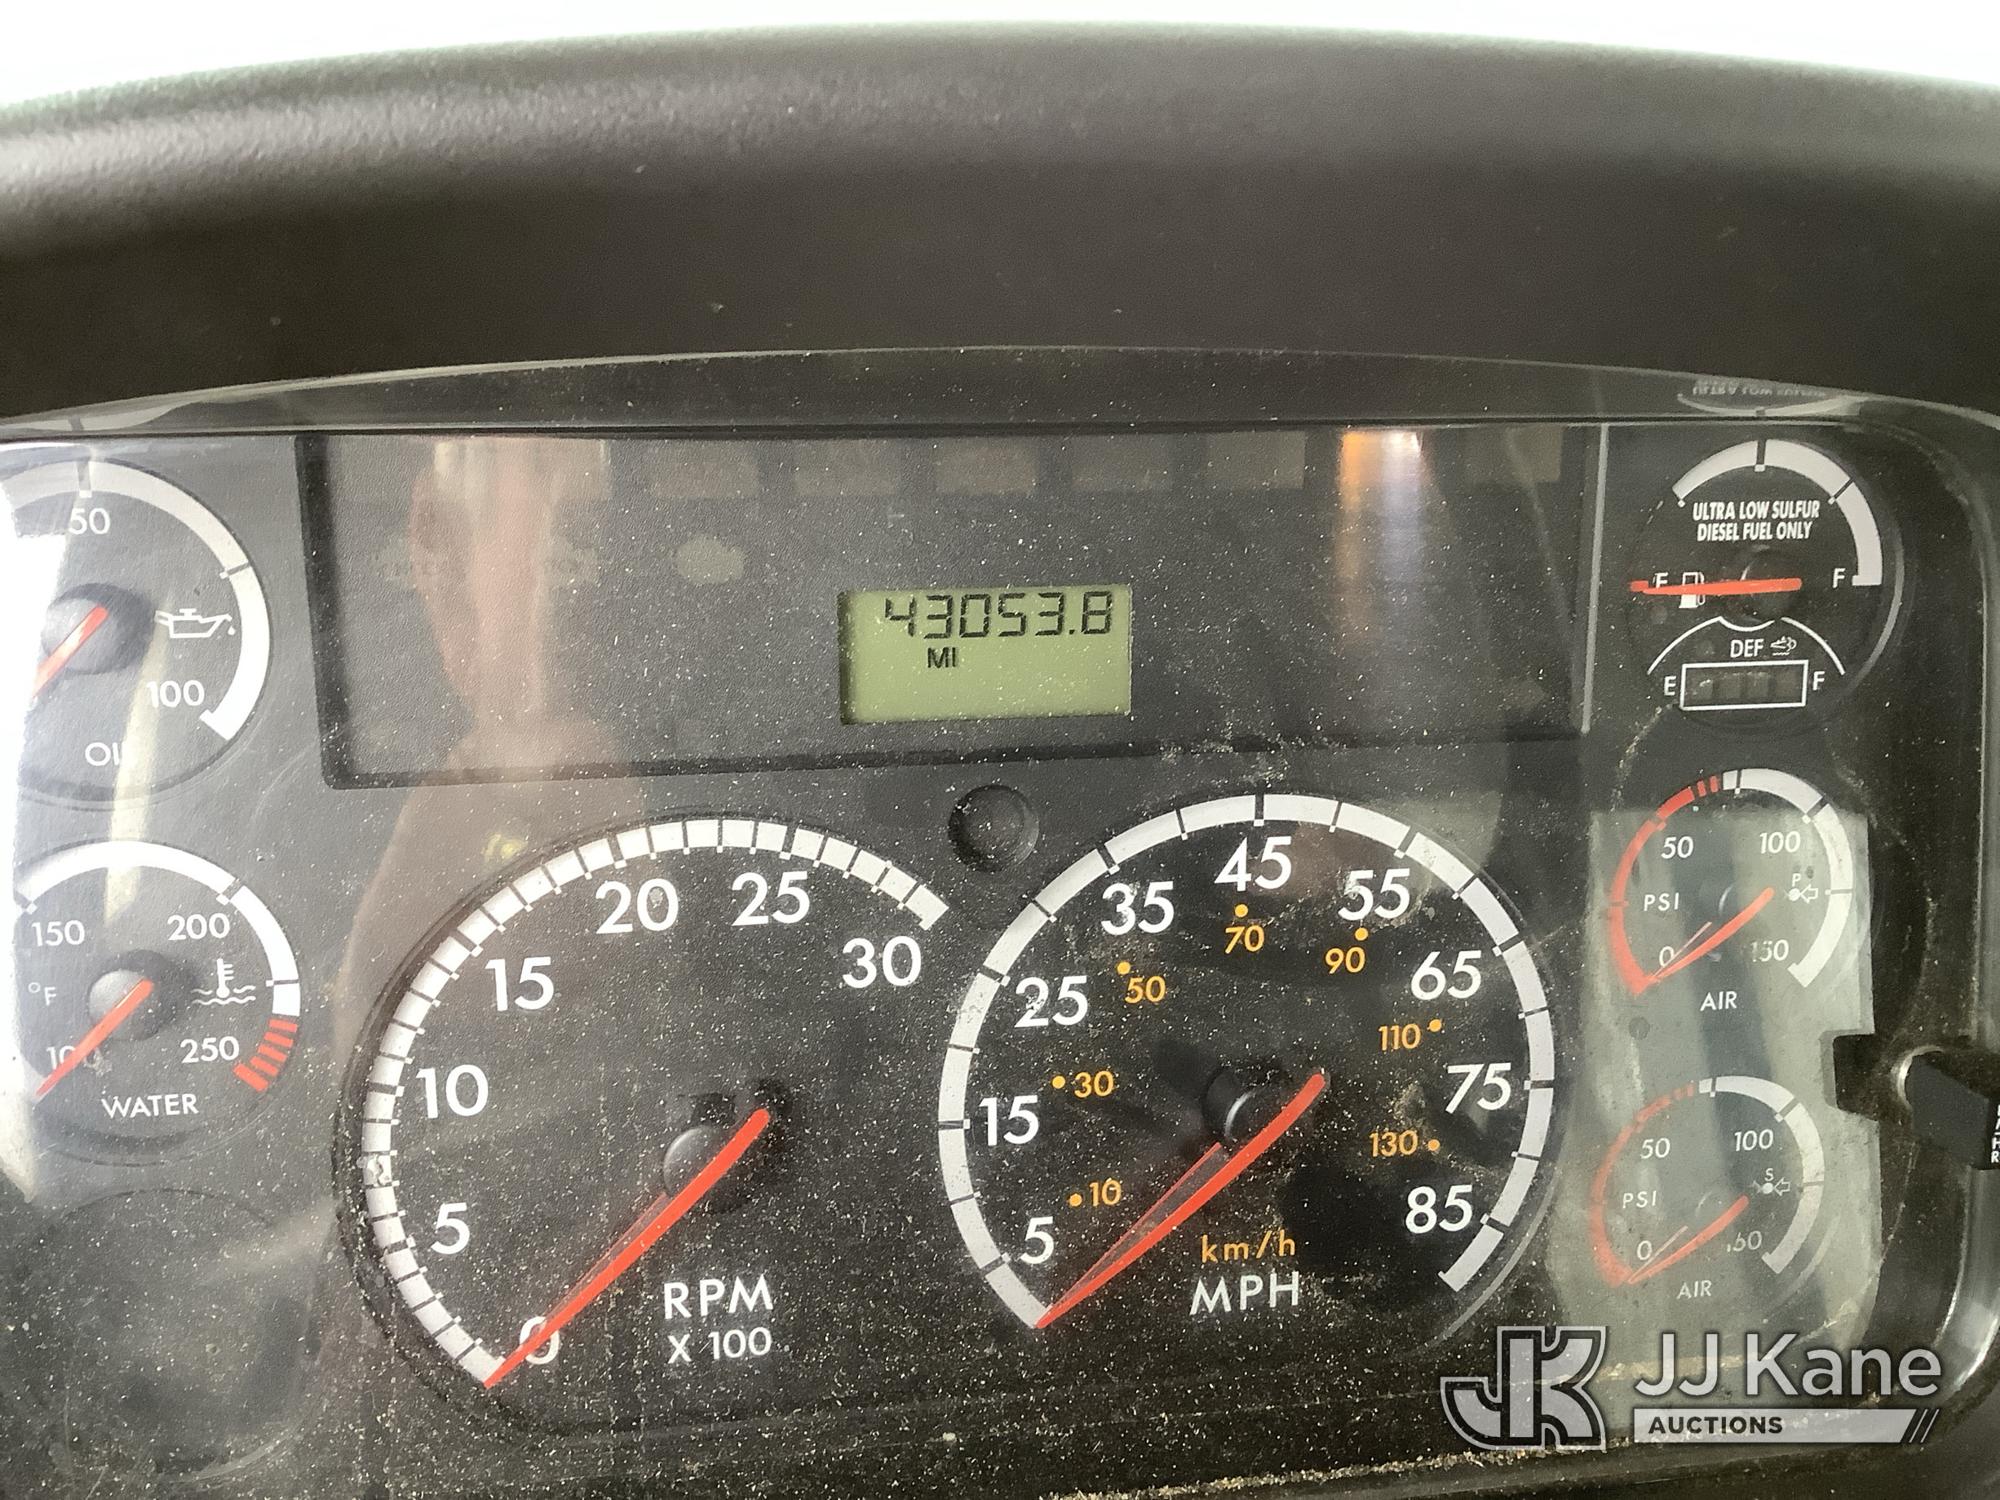 50
100
OIL
150
200
°F
100
250
WATER
43053.8
MI
0
5
10
15
20
25
30
RPM
X 100
5
15
25
35
45
55
65
75
85
10
30
50
70
90
110
130
km/h
MPH
ULTRA LOW SULFUR
DIESEL FUEL ONLY
E
F
DEF
E
F
50
100
PSI
P
0
150
AIR
50
100
PSI
S
0
AIR
JK
JJ Kane
AUCTIONS